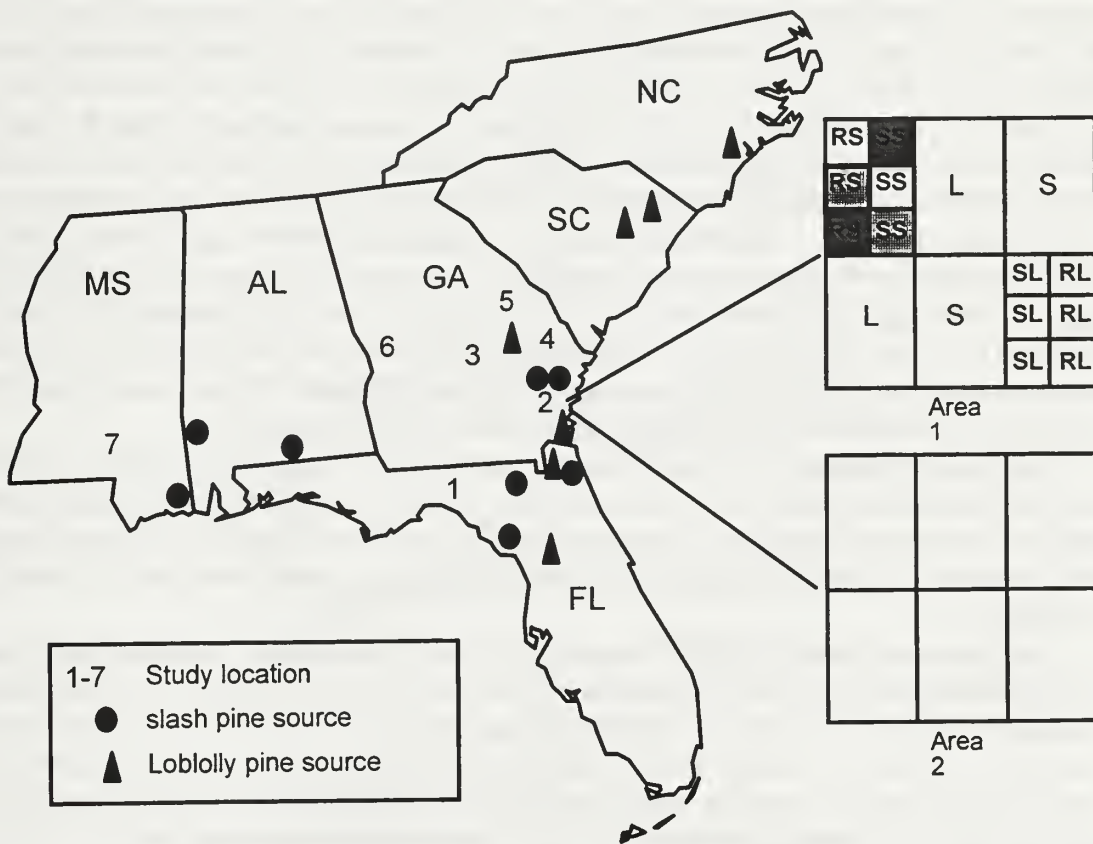 NC
SC
MS
AL
GA
5
4
6
3
2
7
1
FL
1-7 Study location
slash pine source
Loblolly pine source
RS SS
L
S
RS SS
RS SS
L
S
SL RL
SL RL
SL RL
Area
1
Area
2